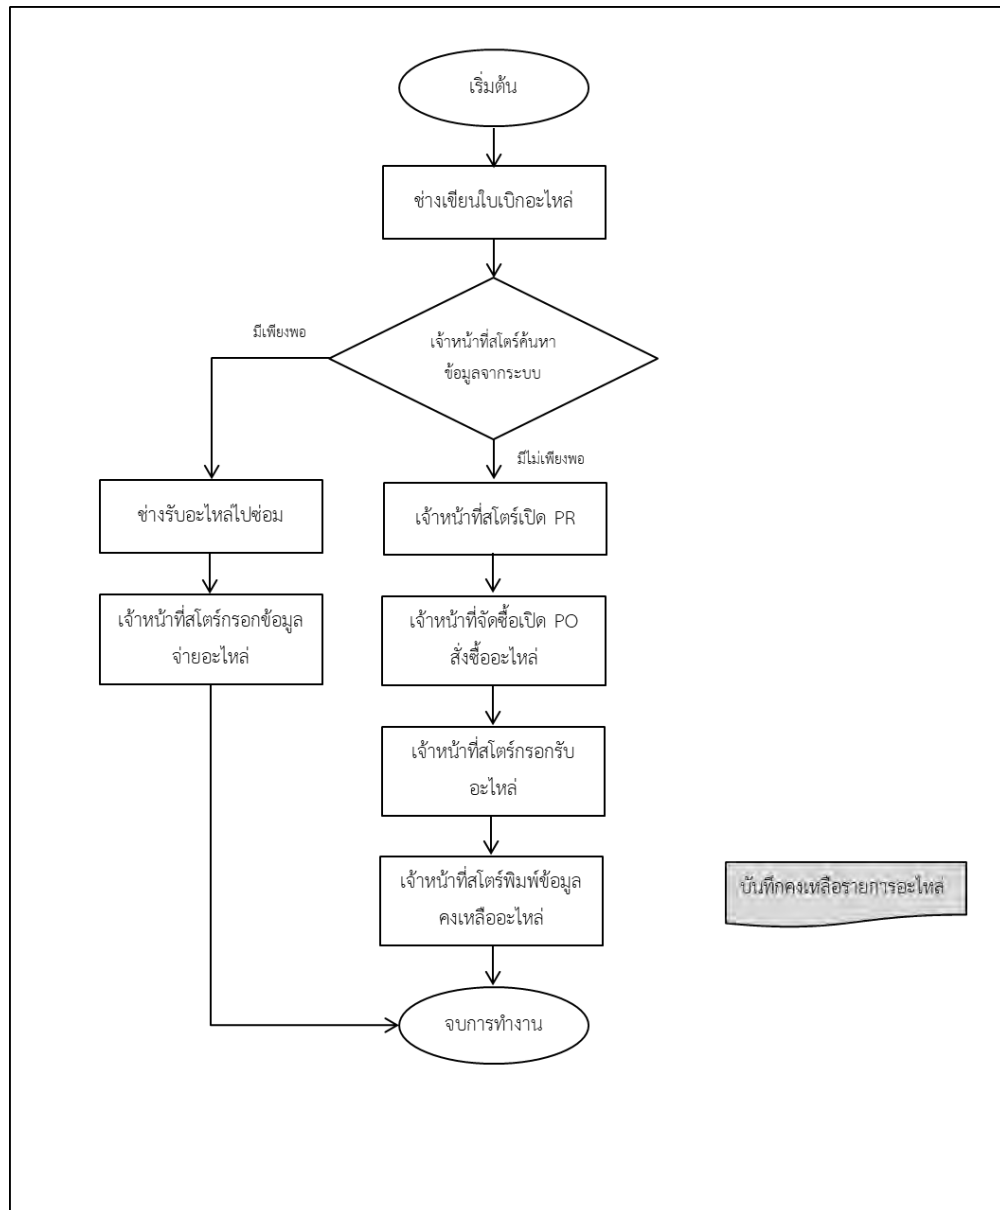 เริ่มต้น
ช่างเขียนใบเบิกอะไหล่
มีเพียงพอ
เจ้าหน้าที่สโตร์ค้นหา
ข้อมูลจากระบบ
มีไม่เพียงพอ
ช่างรับอะไหล่ไปซ่อม
เจ้าหน้าที่สโตร์เปิด PR
เจ้าหน้าที่สโตร์กรอกข้อมูล
จ่ายอะไหล่
เจ้าหน้าที่จัดซื้อเปิด PO
สั่งซื้ออะไหล่
เจ้าหน้าที่สโตร์กรอกรับ
อะไหล่
เจ้าหน้าที่สโตร์พิมพ์ข้อมูล
คงเหลืออะไหล่
บันทึกคงเหลือรายการอะไหล่
จบการทำงาน